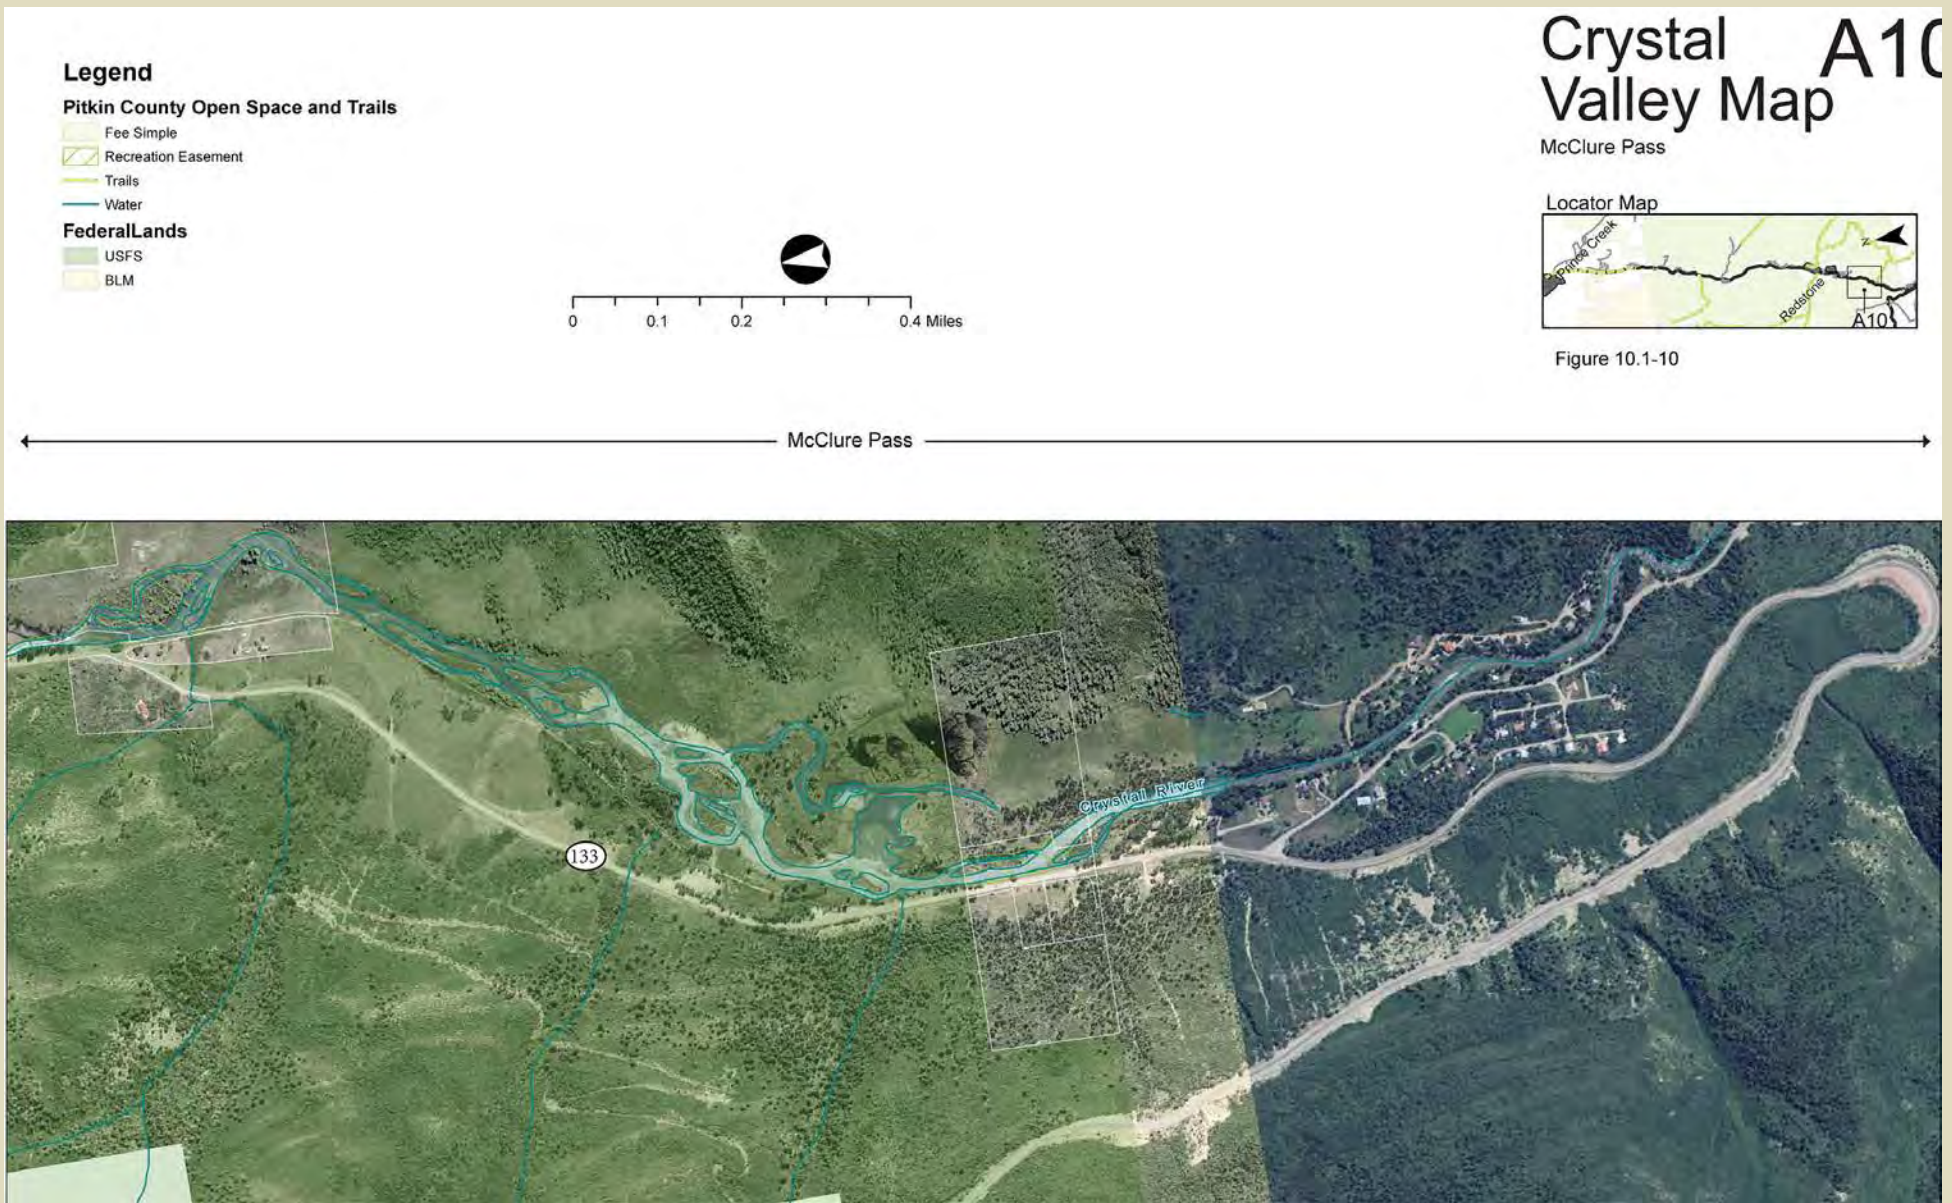 Crystal
Valley Map
A10
McClure Pass
Legend
Pitkin County Open Space and Trails
Fee Simple
Recreation Easement
Trails
Water
FederalLands
USFS
BLM
0 0.1 0.2 0.4 Miles
Locator Map
Prince Creek
Redstone
N
A10
Figure 10.1-10
McClure Pass
Crystal River
133